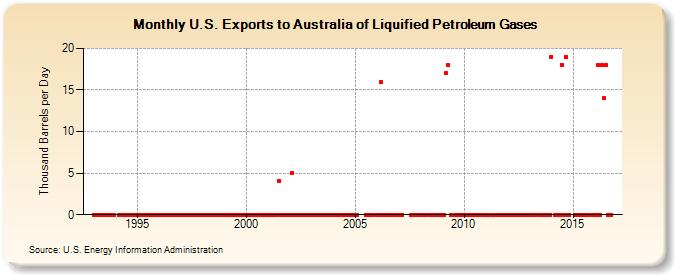 Monthly U.S. Exports to Australia of Liquified Petroleum Gases
Thousand Barrels per Day
20
15
10
5
0
1995 2000 2005 2010 2015
Source: U.S. Energy Information Administration